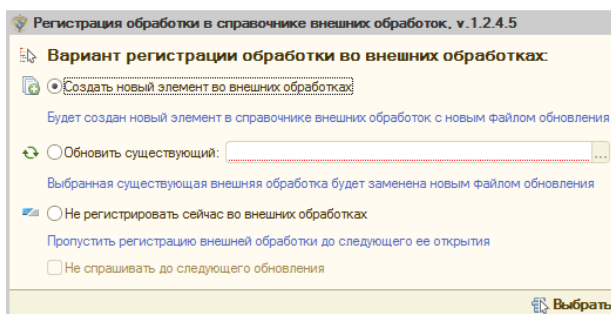 Регистрация обработки в справочнике внешних обработок, v.1.2.4.5
Вариант регистрации обработки во внешних обработках:
Создать новый элемент во внешних обработках
Будет создан новый элемент в справочнике внешних обработок с новым файлом обновления
Обновить существующий:
Выбранная существующая внешняя обработка будет заменена новым файлом обновления
Не регистрировать сейчас во внешних обработках
Пропустить регистрацию внешней обработки до следующего ее открытия
Не спрашивать до следующего обновления
Выбрать